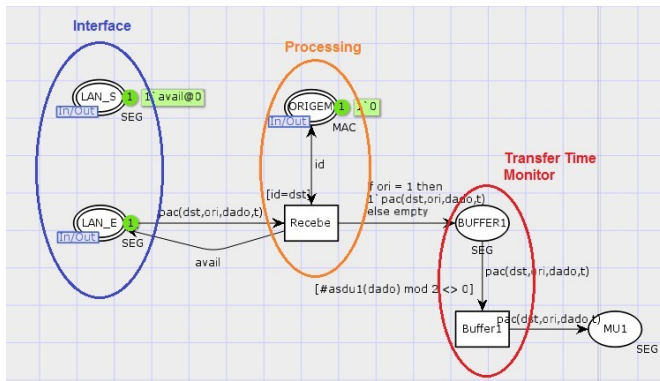 Interface
Processing
LAN_S
1
1`avail@0
In/Out
SEG
ORIGEM
1
1`0
In/Out
MAC
id
Transfer Time
Monitor
[id=dst]
if ori = 1 then
1`pac(dst,ori,dado,t)
else empty
LAN_E
1
In/Out
SEG
pac(dst,ori,dado,t)
Recebe
BUFFER1
SEG
avail
pac(dst,ori,dado,t)
[#asdu1(dado) mod 2 <> 0]
Buffer1
pac(dst,ori,dado,t)
MU1
SEG